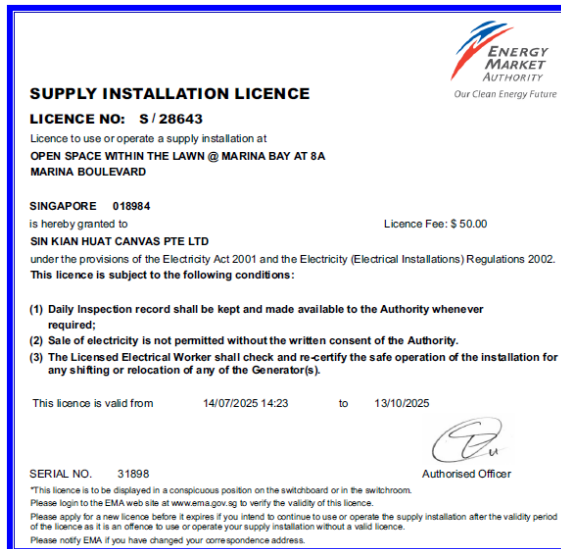 ENERGY
MARKET
AUTHORITY
Our Clean Energy Future
SUPPLY INSTALLATION LICENCE
LICENCE NO: S / 28643
Licence to use or operate a supply installation at
OPEN SPACE WITHIN THE LAWN @ MARINA BAY AT 8A
MARINA BOULEVARD
SINGAPORE 018984
is hereby granted to Licence Fee: $ 50.00
SIN KIAN HUAT CANVAS PTE LTD
under the provisions of the Electricity Act 2001 and the Electricity (Electrical Installations) Regulations 2002.
This licence is subject to the following conditions:
(1) Daily Inspection record shall be kept and made available to the Authority whenever
required;
(2) Sale of electricity is not permitted without the written consent of the Authority.
(3) The Licensed Electrical Worker shall check and re-certify the safe operation of the installation for
any shifting or relocation of any of the Generator(s).
This licence is valid from 14/07/2025 14:23 to 13/10/2025
SERIAL NO. 31898 Authorised Officer
*This licence is to be displayed in a conspicuous position on the switchboard or in the switchroom.
Please login to the EMA web site at www.ema.gov.sg to verify the validity of this licence.
Please apply for a new licence before it expires if you intend to continue to use or operate the supply installation after the validity period
of the licence as it is an offence to use or operate your supply installation without a valid licence.
Please notify EMA if you have changed your correspondence address.